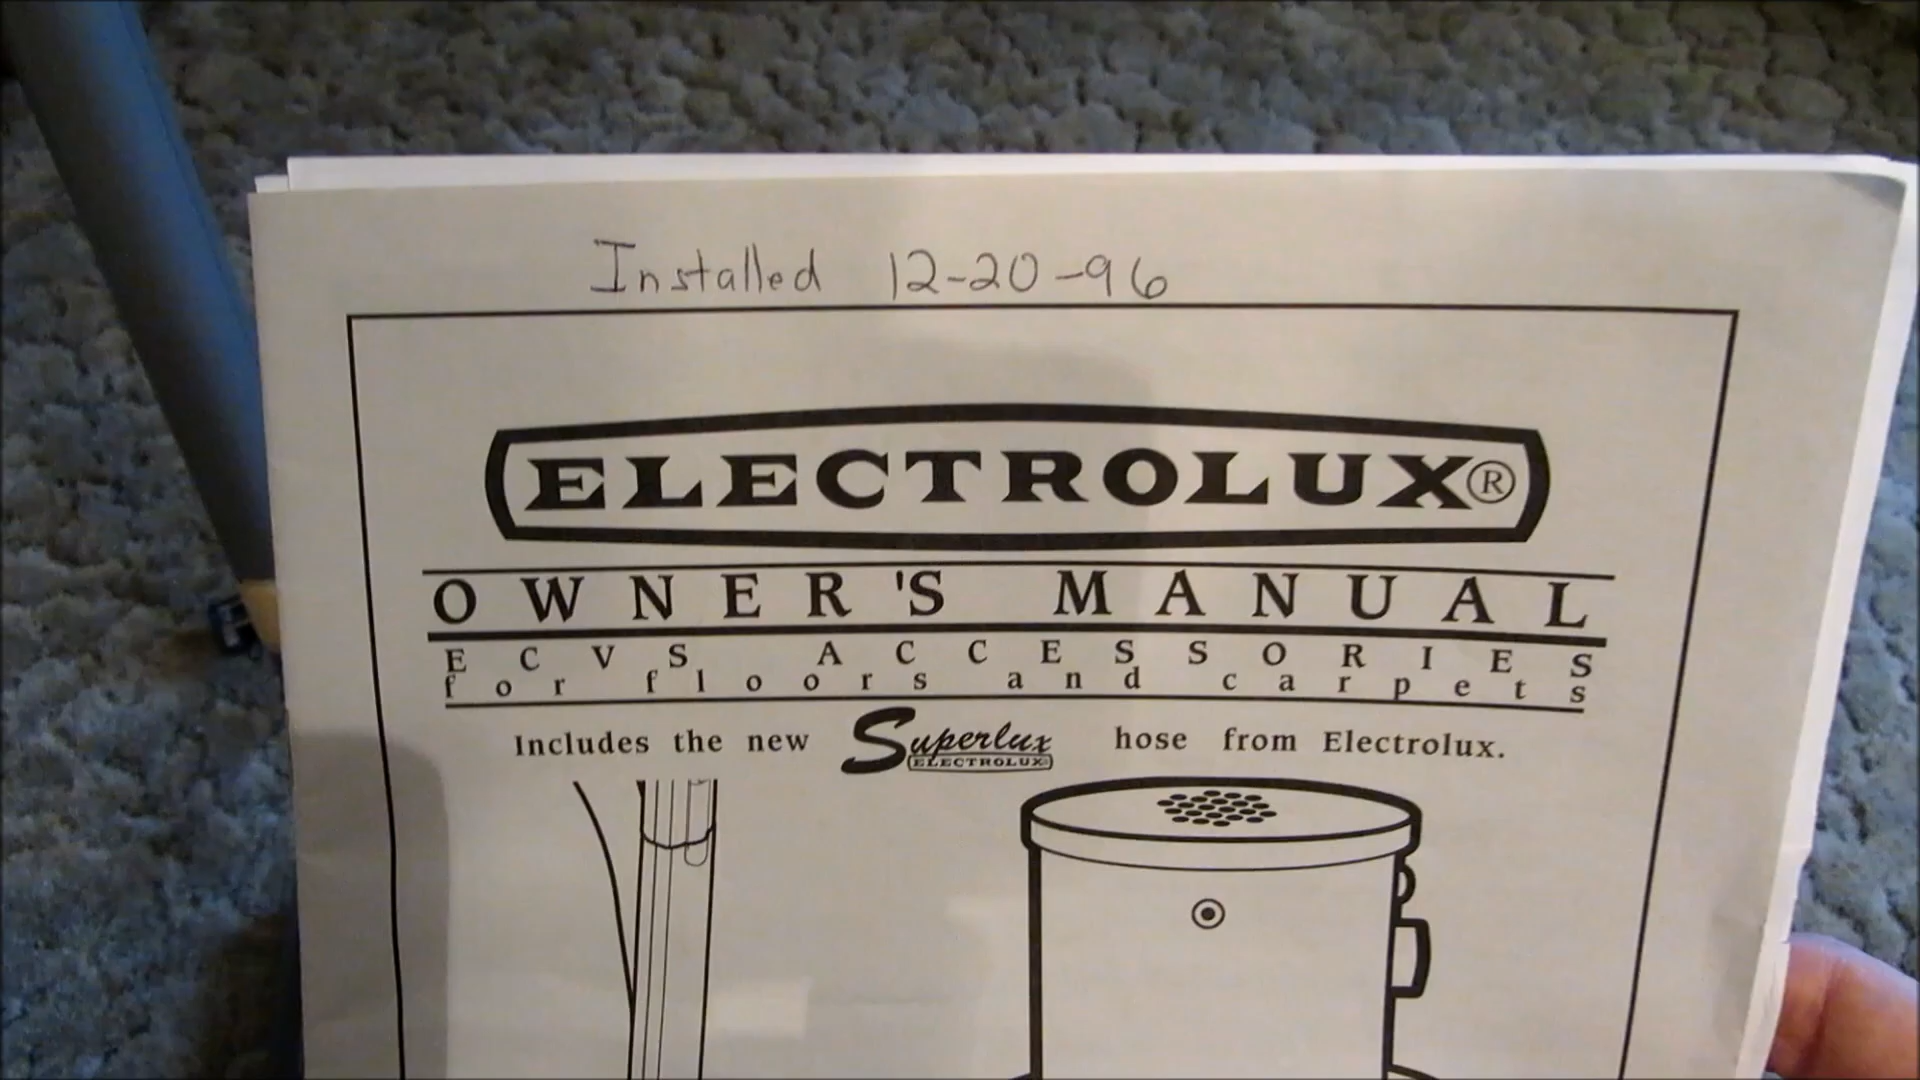 Installed 12-20-96
ELECTROLUX®
OWNER'S MANUAL
ECVS ACCESSORIES
for floors and carpets
Includes the new Superlux hose from Electrolux.
ELECTROLUX